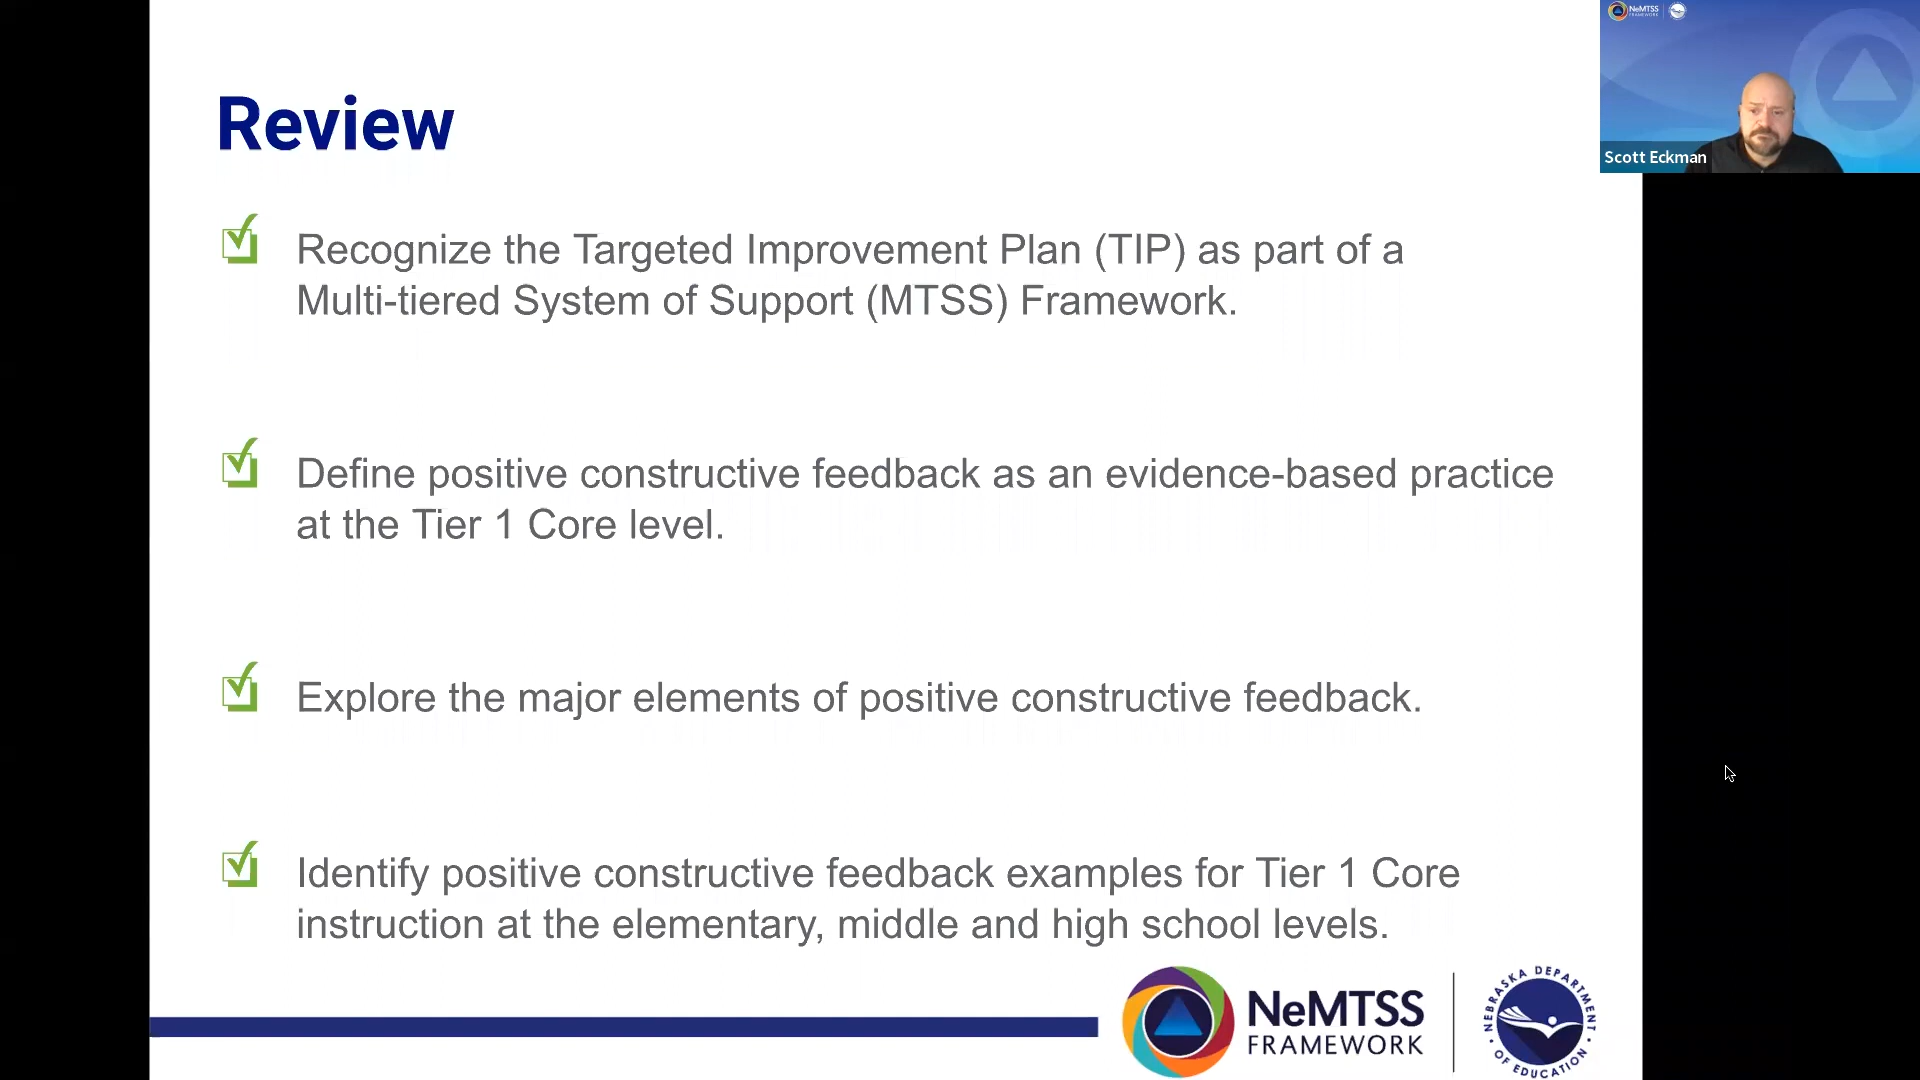 NeMTSS
FRAMEWORK
Scott Eckman
Review
Recognize the Targeted Improvement Plan (TIP) as part of a
Multi-tiered System of Support (MTSS) Framework.
Define positive constructive feedback as an evidence-based practice
at the Tier 1 Core level.
Explore the major elements of positive constructive feedback.
Identify positive constructive feedback examples for Tier 1 Core
instruction at the elementary, middle and high school levels.
NeMTSS
FRAMEWORK
NEBRASKA DEPARTMENT
OF EDUCATION